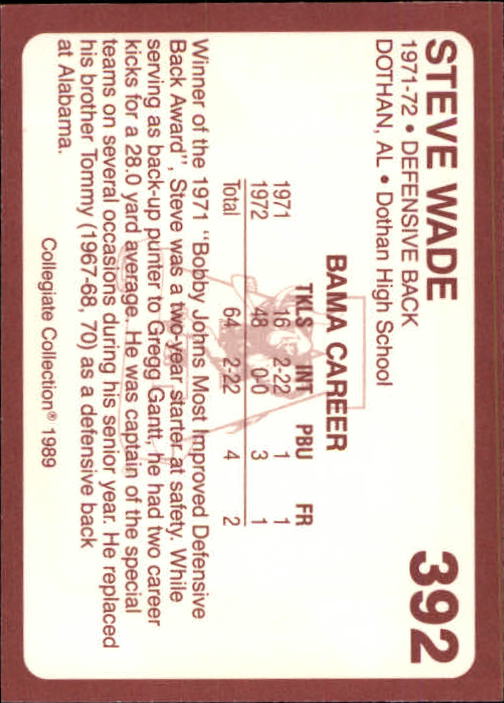 STEVE WADE 392
1971-72 • DEFENSIVE BACK
DOTHAN, AL • Dothan High School
BAMA CAREER
TKLS INT PBU FR
1971 16 2-22 1 1
1972 48 0-0 3 1
Total 64 2-22 4 2
Winner of the 1971 "Bobby Johns Most Improved Defensive
Back Award", Steve was a two-year starter at safety. While
serving as back-up punter to Gregg Gantt, he had two career
kicks for a 28.0 yard average. He was captain of the special
teams on several occasions during his senior year. He replaced
his brother Tommy (1967-68, 70) as a defensive back
at Alabama.
Collegiate Collection® 1989